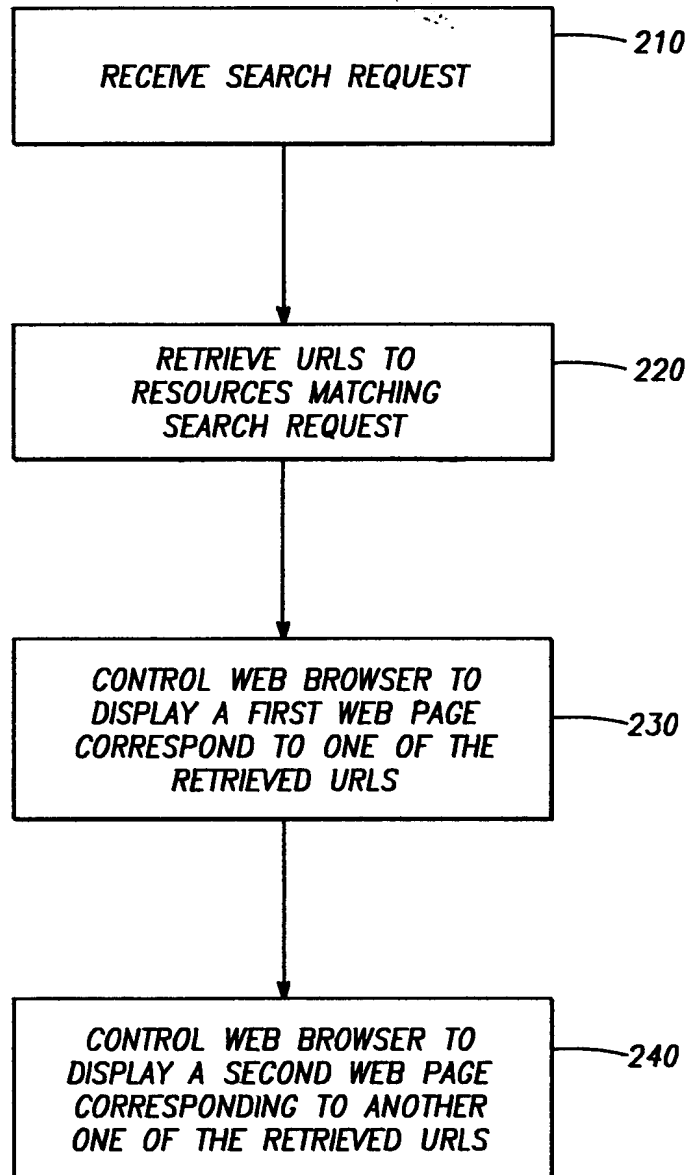 RECEIVE SEARCH REQUEST
210
RETRIEVE URLS TO
RESOURCES MATCHING
SEARCH REQUEST
220
CONTROL WEB BROWSER TO
DISPLAY A FIRST WEB PAGE
CORRESPOND TO ONE OF THE
RETRIEVED URLS
230
CONTROL WEB BROWSER TO
DISPLAY A SECOND WEB PAGE
CORRESPONDING TO ANOTHER
ONE OF THE RETRIEVED URLS
240